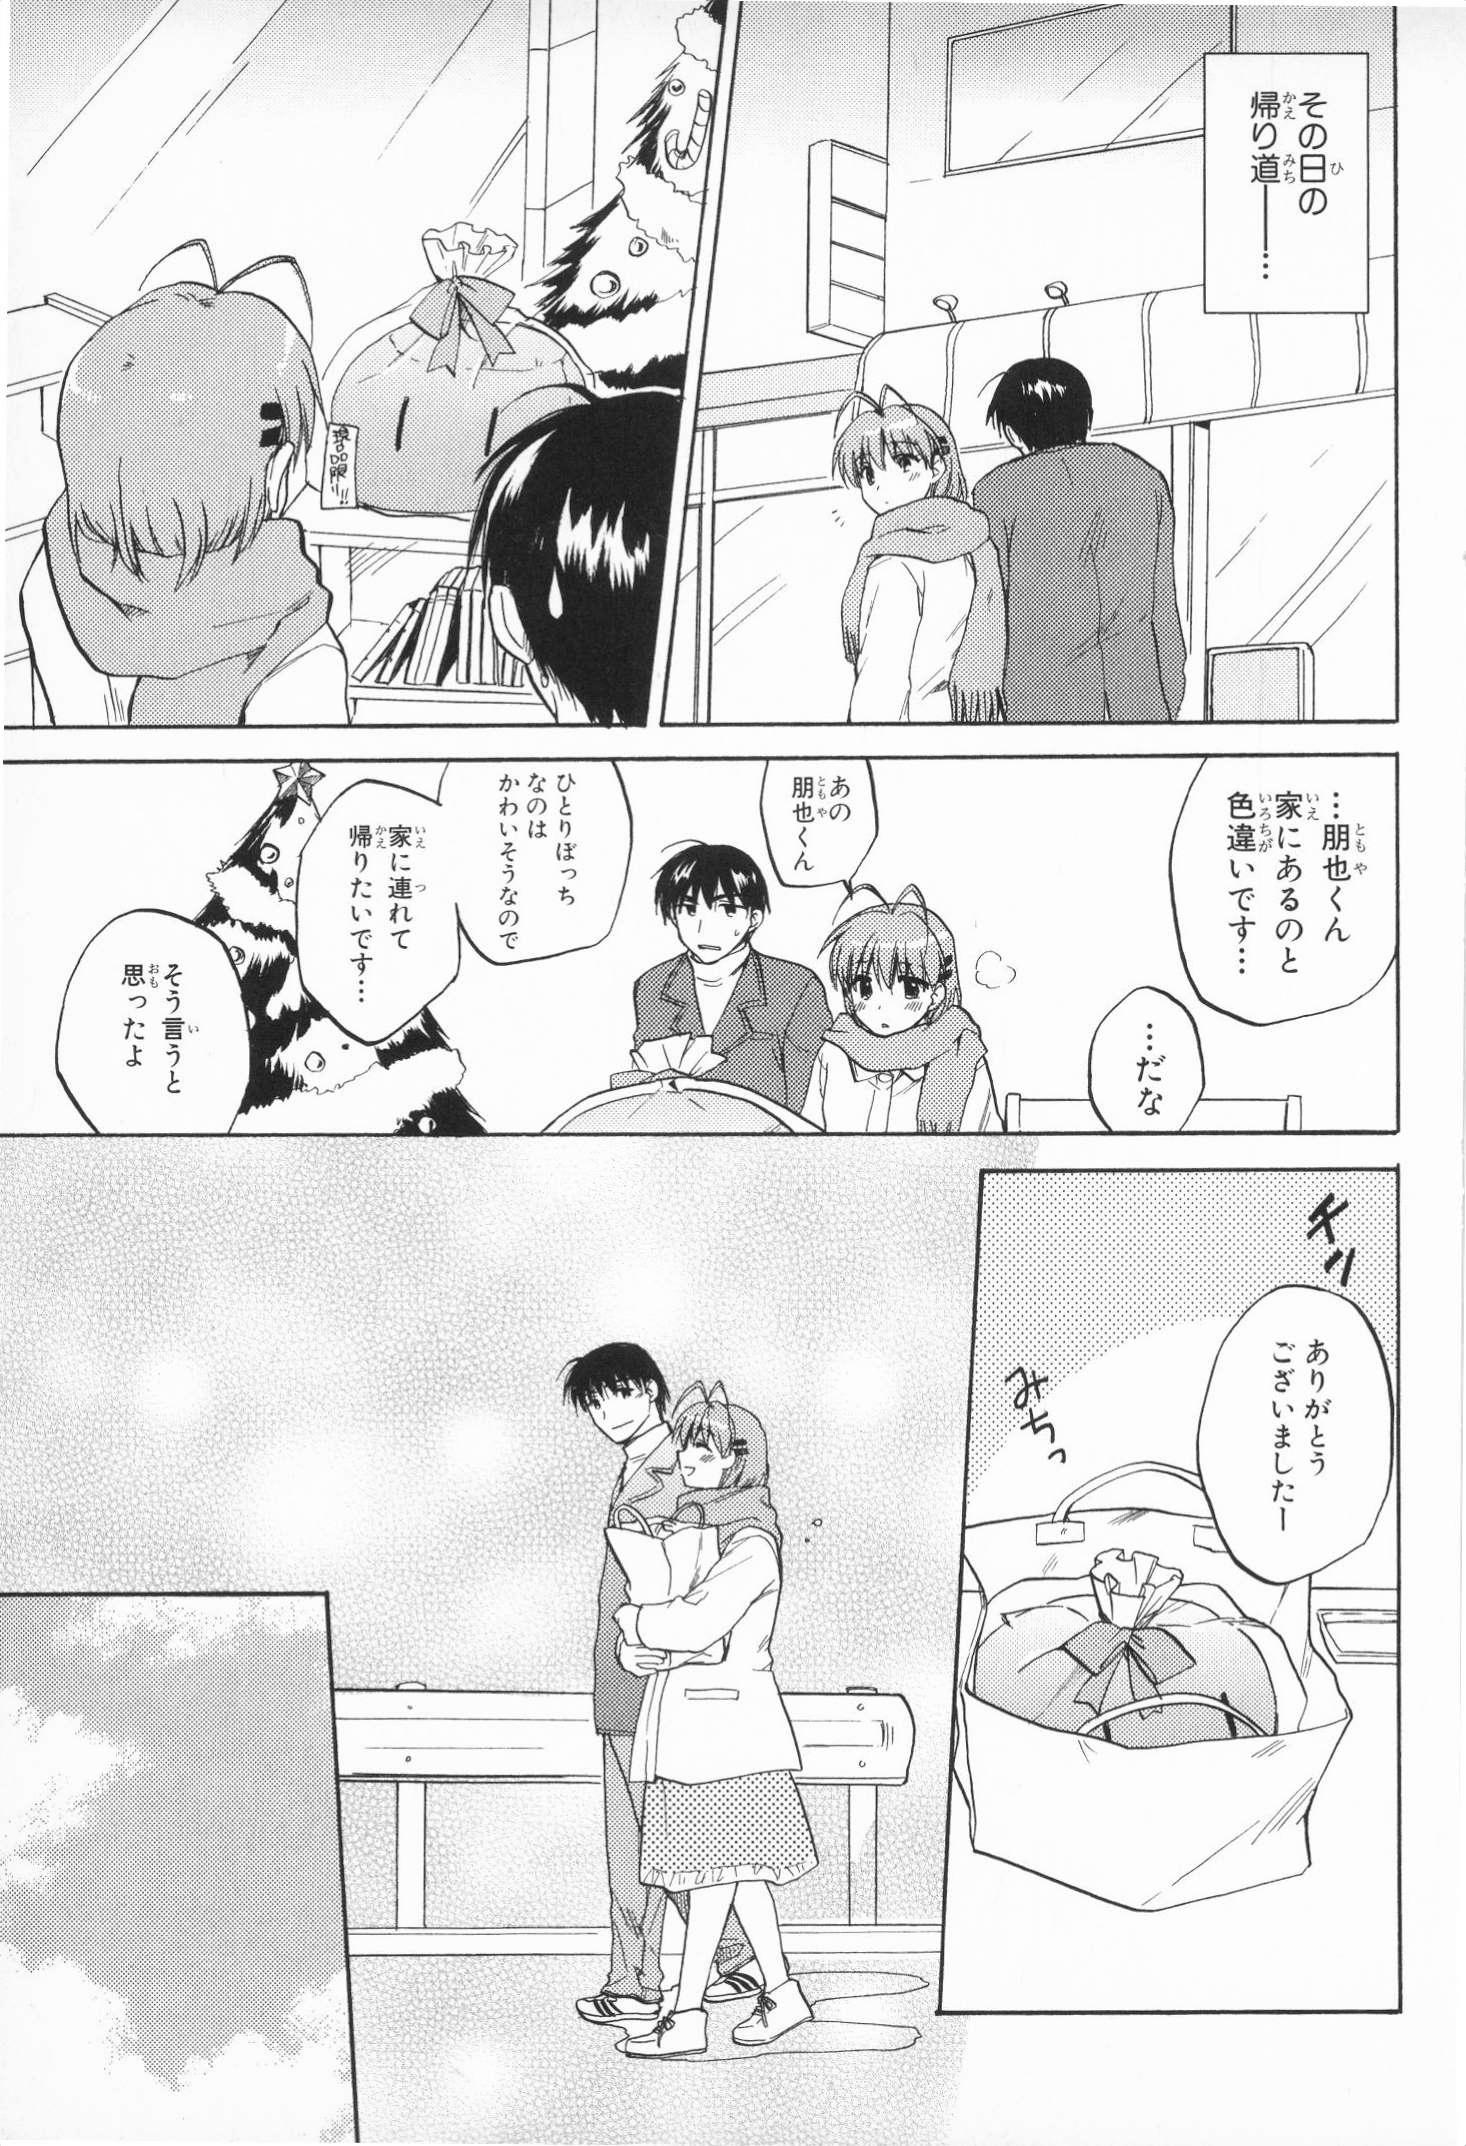 その日の
帰り道――…
現品限り!!
…朋也くん
家にあるのと
色違いです…
…だな
あの
朋也くん
ひとりぼっち
なのは
かわいそうなので
家に連れて
帰りたいです…
そう言うと
思ったよ
ありがとう
ございましたー
みちっ